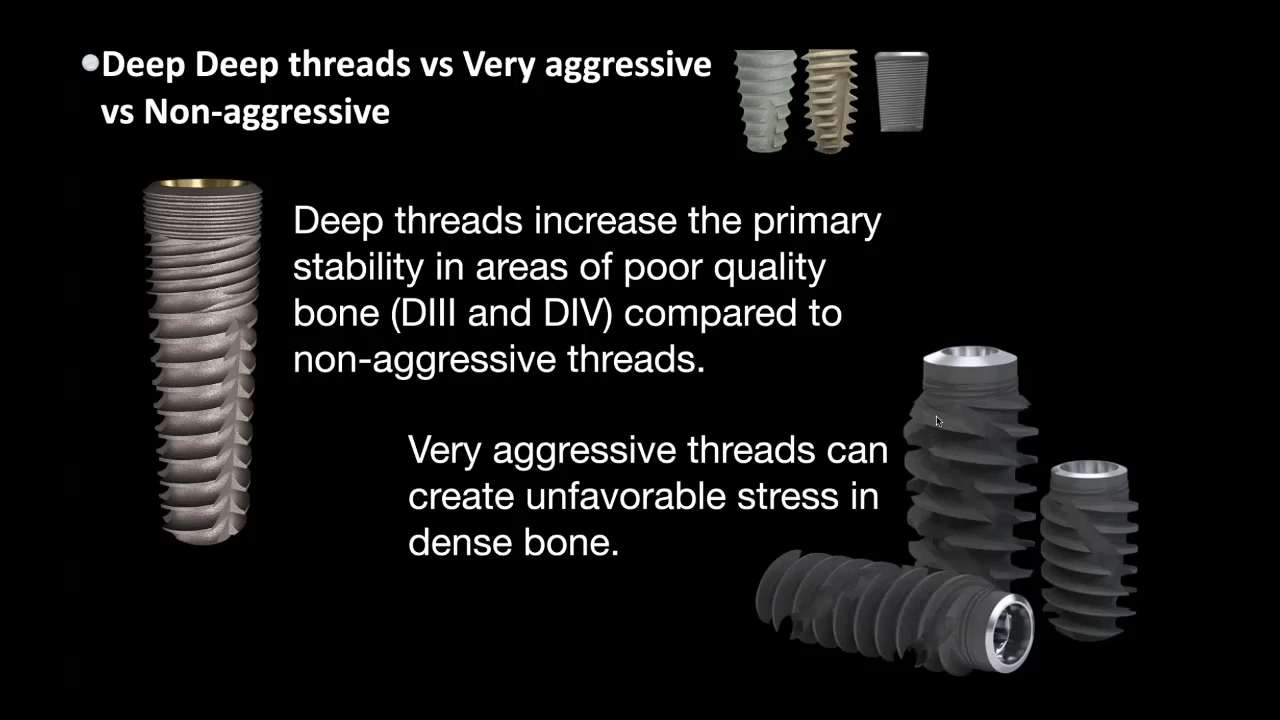 Deep Deep threads vs Very aggressive
vs Non-aggressive
Deep threads increase the primary
stability in areas of poor quality
bone (DIII and DIV) compared to
non-aggressive threads.
Very aggressive threads can
create unfavorable stress in
dense bone.